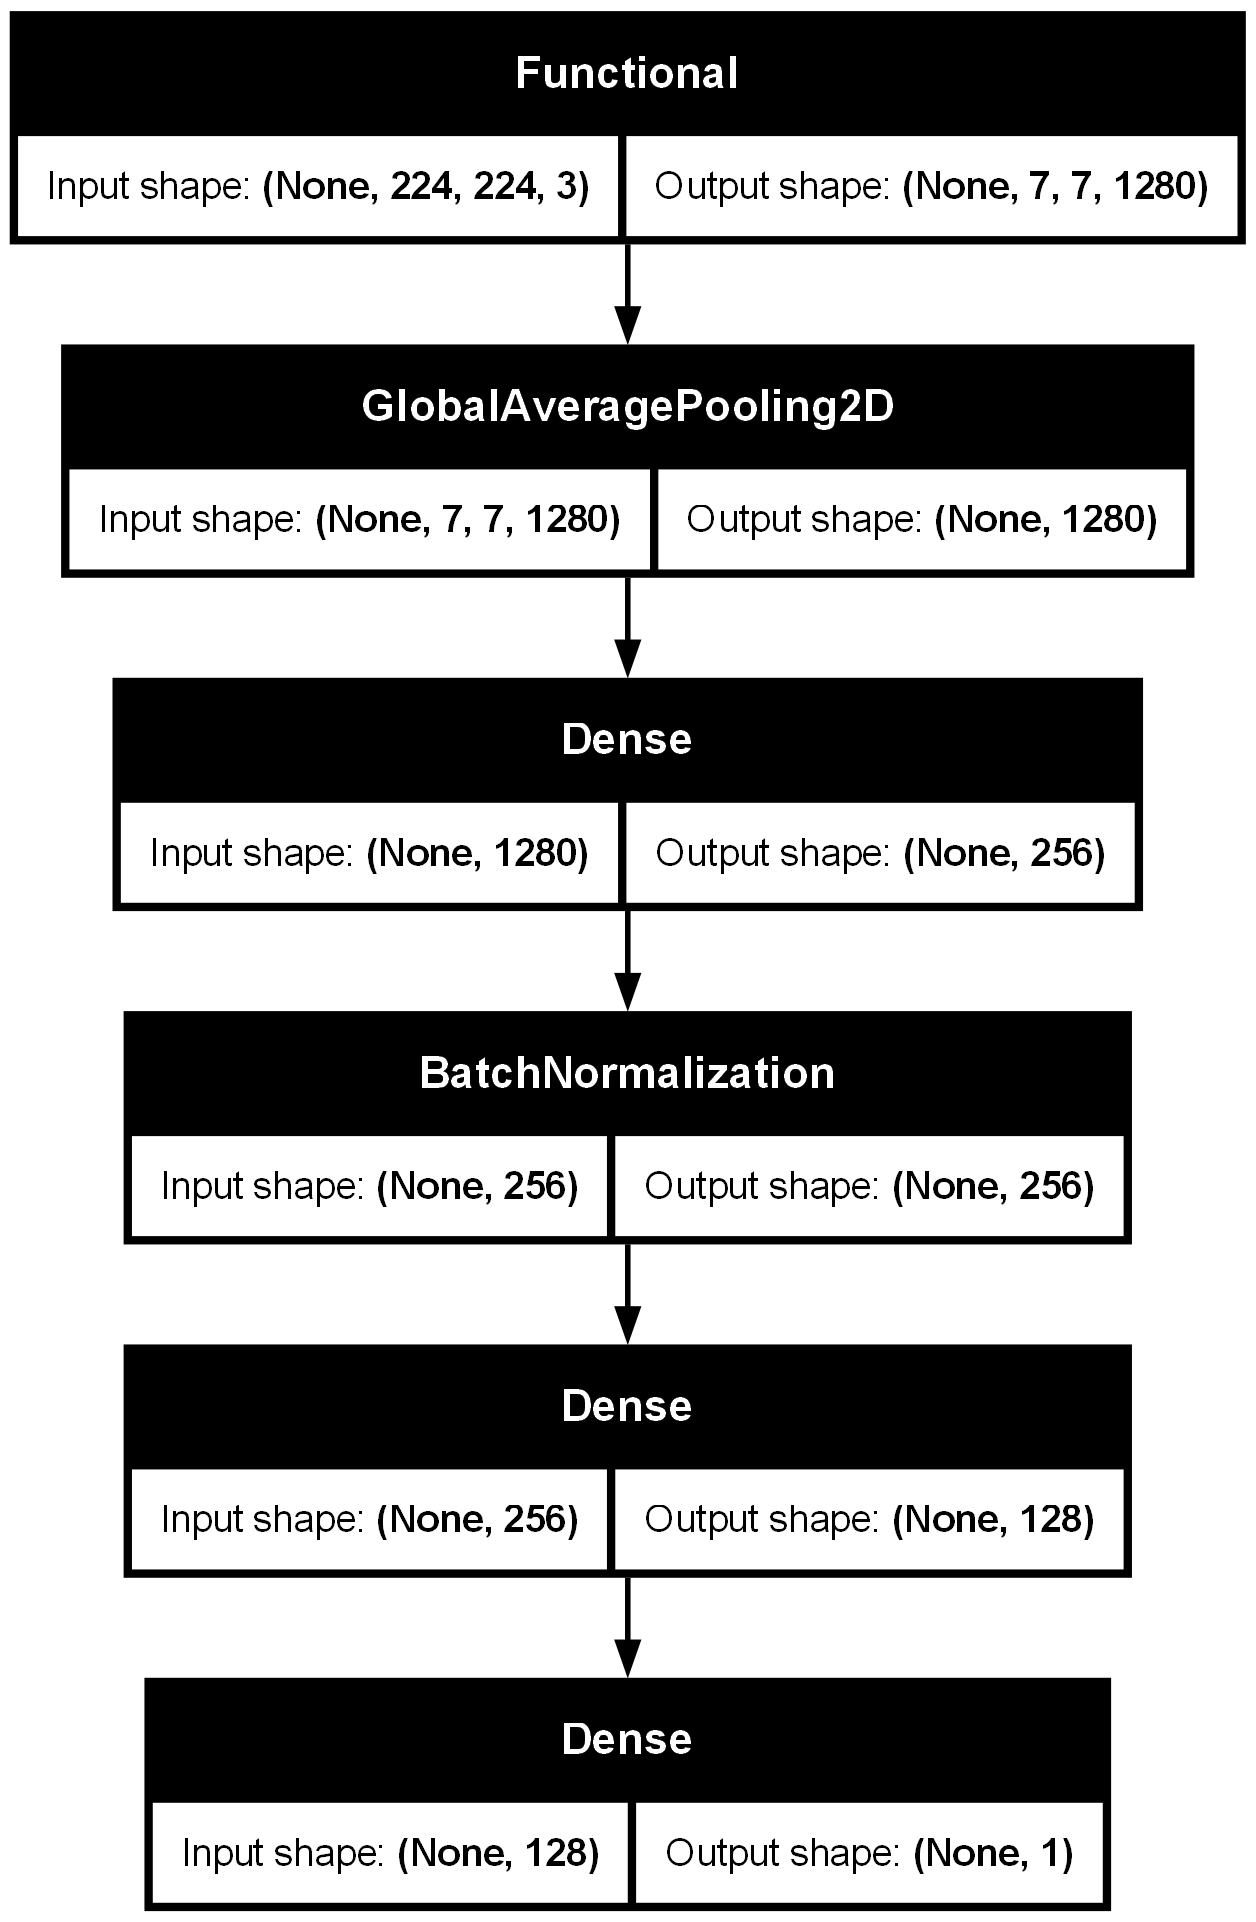 Functional
Input shape: (None, 224, 224, 3) Output shape: (None, 7, 7, 1280)
GlobalAveragePooling2D
Input shape: (None, 7, 7, 1280) Output shape: (None, 1280)
Dense
Input shape: (None, 1280) Output shape: (None, 256)
BatchNormalization
Input shape: (None, 256) Output shape: (None, 256)
Dense
Input shape: (None, 256) Output shape: (None, 128)
Dense
Input shape: (None, 128) Output shape: (None, 1)